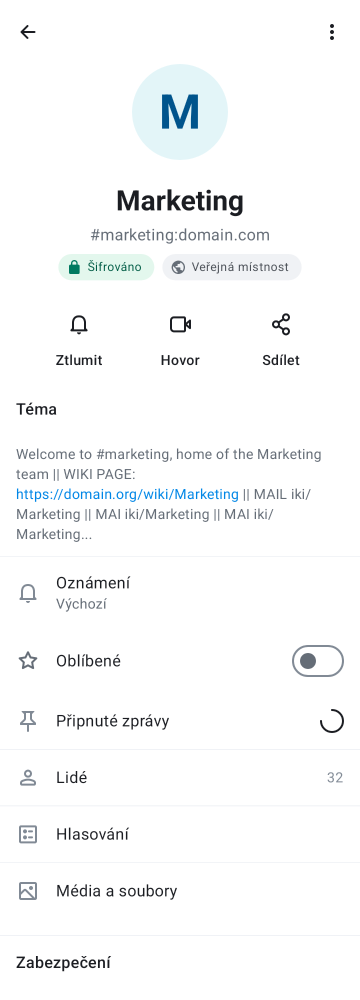 M
Marketing
#marketing:domain.com
Šifrováno Veřejná místnost
Ztlumit Hovor Sdílet
Téma
Welcome to #marketing, home of the Marketing
team || WIKI PAGE:
https://domain.org/wiki/Marketing || MAIL iki/
Marketing || MAI iki/Marketing || MAI iki/
Marketing...
Oznámení
Výchozí
Oblíbené
Připnuté zprávy
Lidé 32
Hlasování
Média a soubory
Zabezpečení